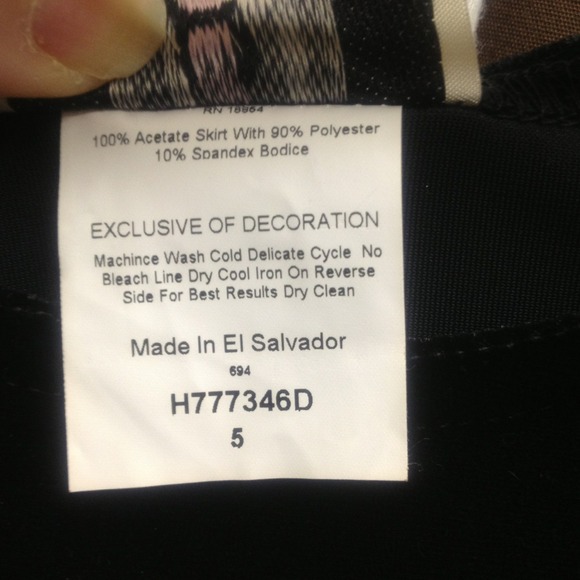 RN 16964
100% Acetate Skirt With 90% Polyester
10% Spandex Bodice
EXCLUSIVE OF DECORATION
Machince Wash Cold Delicate Cycle No
Bleach Line Dry Cool Iron On Reverse
Side For Best Results Dry Clean
Made In El Salvador
694
H777346D
5